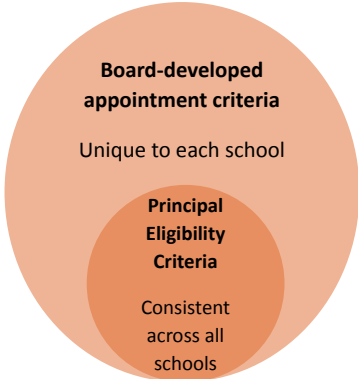 Board-developed
appointment criteria
Unique to each school
Principal
Eligibility
Criteria
Consistent
across all
schools